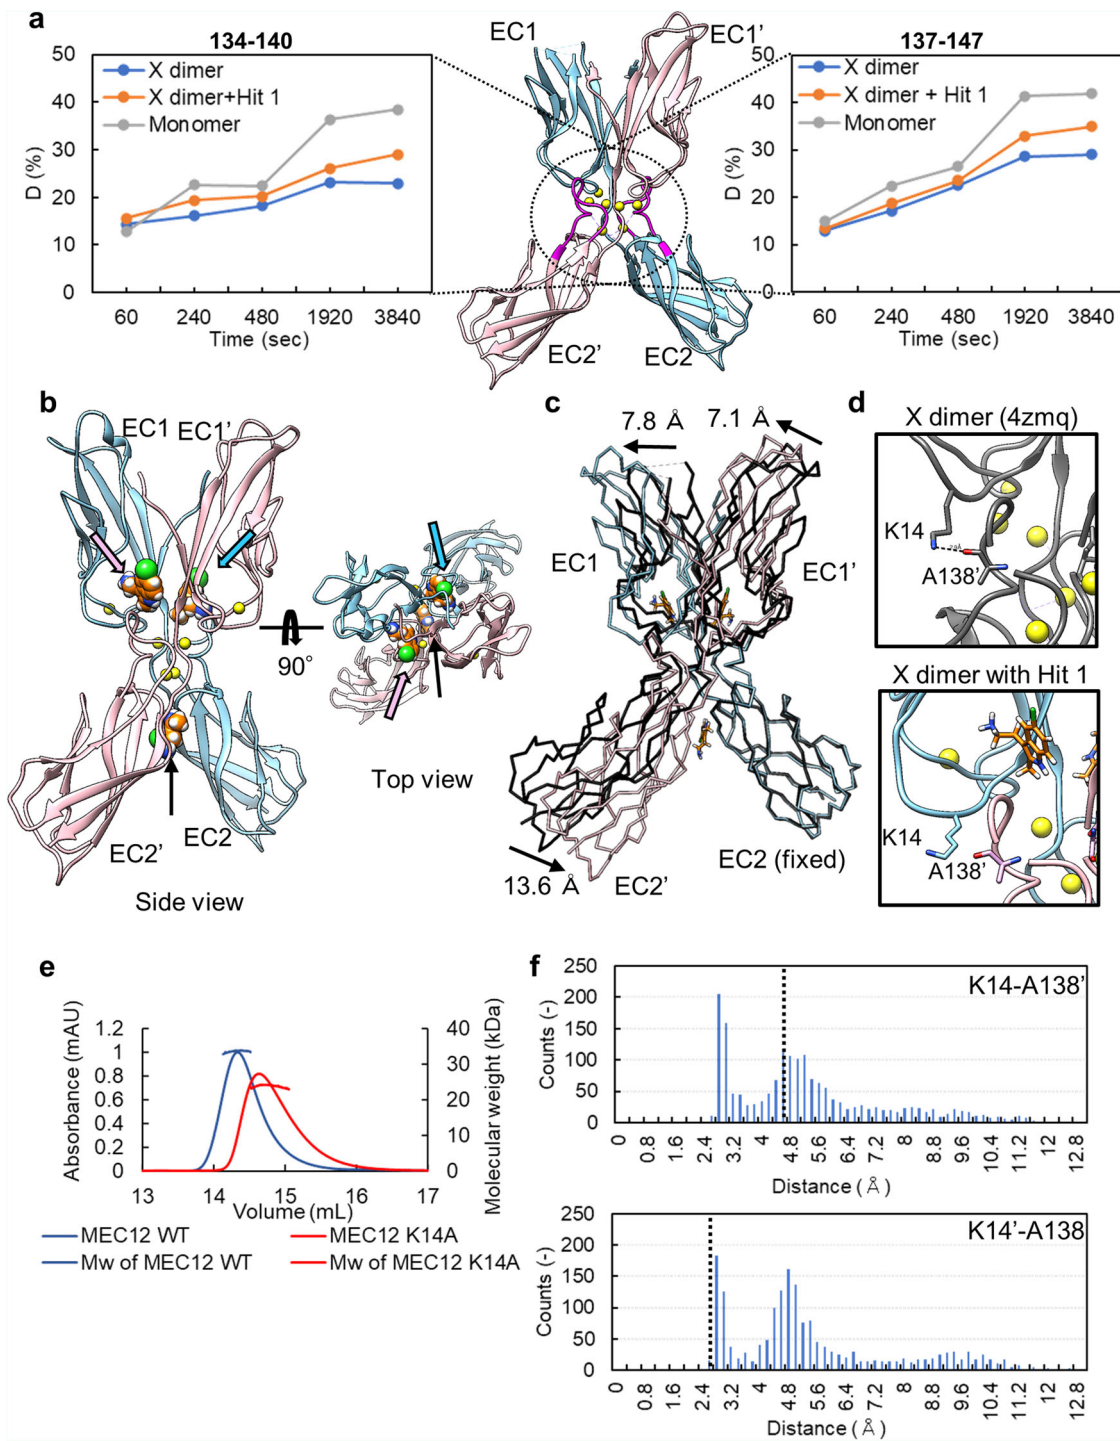 a
134-140
50
40
30
20
10
0
D (%)
X dimer
X dimer+Hit 1
Monomer
60 240 480 1920 3840
Time (sec)
EC1
EC1'
EC2'
EC2
137-147
50
40
30
20
10
0
D (%)
X dimer
X dimer + Hit 1
Monomer
60 240 480 1920 3840
Time (sec)
b
EC1 EC1'
EC2
EC2'
Side view
90°
Top view
c
7.8 Å
7.1 Å
EC1
EC1'
EC2 (fixed)
13.6 Å
EC2'
d
X dimer (4zmq)
K14
A138'
X dimer with Hit 1
K14
A138'
e
Absorbance (mAU)
1.2
1
0.8
0.6
0.4
0.2
0
40
30
20
10
0
Molecular weight (kDa)
13 14 15 16 17
Volume (mL)
MEC12 WT
MEC12 K14A
Mw of MEC12 WT
Mw of MEC12 K14A
f
K14-A138'
Counts (-)
250
200
150
100
50
0
0 0.8 1.6 2.4 3.2 4 4.8 5.6 6.4 7.2 8 8.8 9.6 10.4 11.2 12 12.8
Distance (Å)
K14'-A138
Counts (-)
250
200
150
100
50
0
0 0.8 1.6 2.4 3.2 4 4.8 5.6 6.4 7.2 8 8.8 9.6 10.4 11.2 12 12.8
Distance (Å)